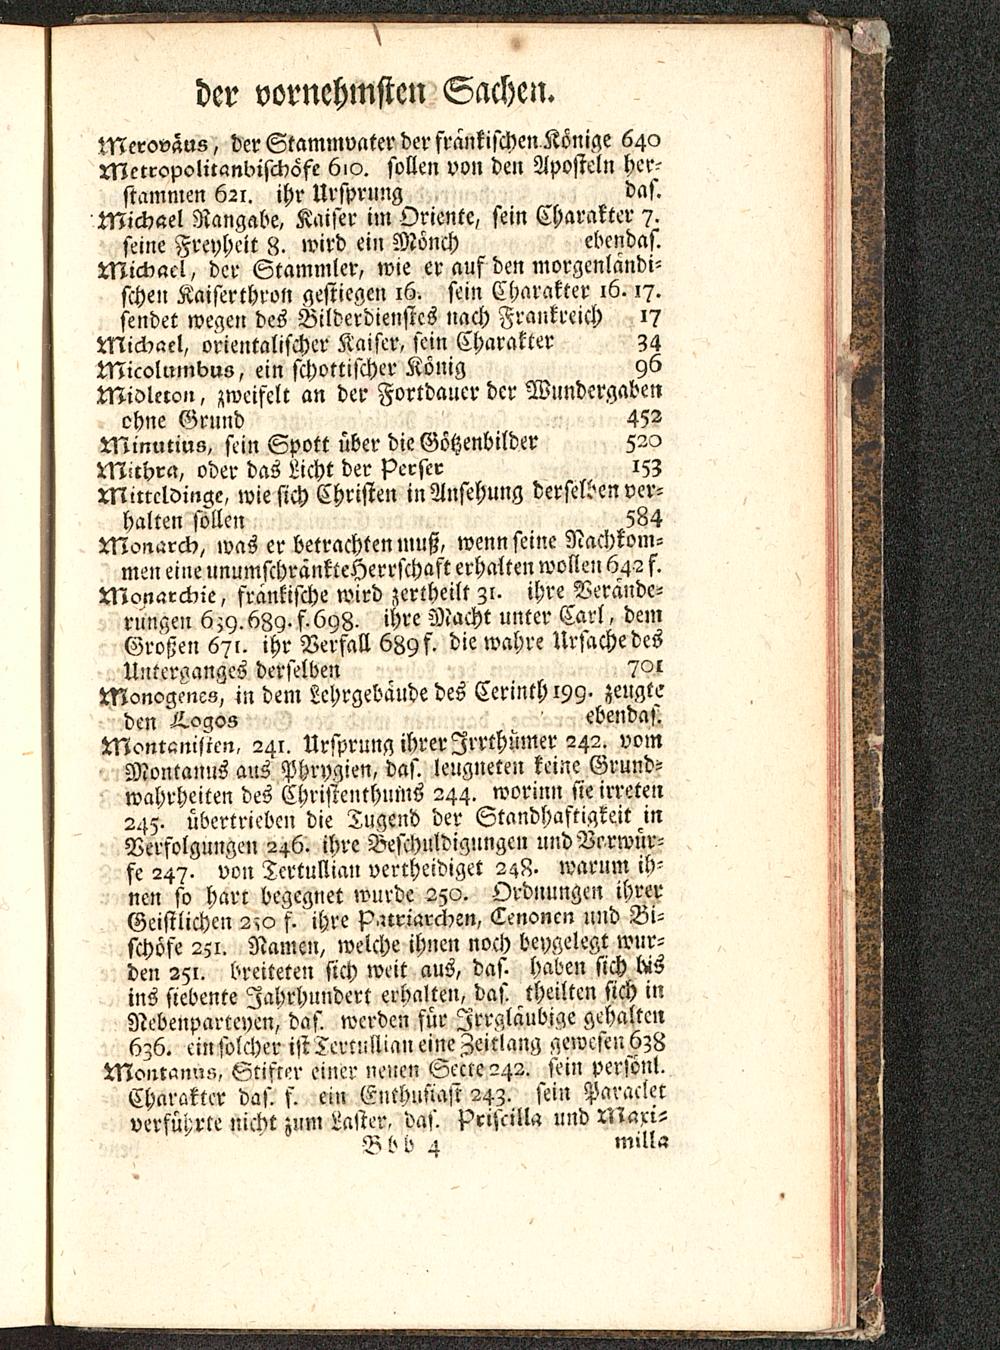 der vornehmsten Sachen.
Meroväus, der Stammvater der fränkischen Könige 640
Metropolitanbischöfe 610. sollen von den Aposteln her-
stammen 621. ihr Ursprung das.
Michael Rangabe, Kaiser im Oriente, sein Charakter 7.
seine Freyheit 8. wird ein Mönch ebendas.
Michael, der Stammler, wie er auf den morgenländi-
schen Kaiserthron gestiegen 16. sein Charakter 16. 17.
sendet wegen des Bilderdienstes nach Frankreich 17
Michael, orientalischer Kaiser, sein Charakter 34
Micolumbus, ein schottischer König 96
Midleton, zweifelt an der Fortdauer der Wundergaben
ohne Grund 452
Minutius, sein Spott über die Götzenbilder 520
Mithra, oder das Licht der Perser 153
Mitteldinge, wie sich Christen in Ansehung derselben ver-
halten sollen 584
Monarch, was er betrachten muß, wenn seine Nachkom-
men eine unumschränkte Herrschaft erhalten wollen 642 f.
Monarchie, fränkische wird zertheilt 31. ihre Verände-
rungen 639. 689. f. 698. ihre Macht unter Carl, dem
Großen 671. ihr Verfall 689 f. die wahre Ursache des
Unterganges derselben 701
Monogenes, in dem Lehrgebäude des Cerinth 199. zeugte
den Logos ebendas.
Montanisten, 241. Ursprung ihrer Irrthümer 242. vom
Montanus aus Phrygien, das. leugneten keine Grund-
wahrheiten des Christenthums 244. worinn sie irreten
245. übertrieben die Tugend der Standhaftigkeit in
Verfolgungen 246. ihre Beschuldigungen und Verwür-
fe 247. von Tertullian vertheidiget 248. warum ih-
nen so hart begegnet wurde 250. Ordnungen ihrer
Geistlichen 250 f. ihre Patriarchen, Cenonen und Bi-
schöfe 251. Namen, welche ihnen noch beygelegt wur-
den 251. breiteten sich weit aus, das. haben sich bis
ins siebente Jahrhundert erhalten, das. theilten sich in
Nebenparteyen, das. werden für Irrgläubige gehalten
636. ein solcher ist Tertullian eine Zeitlang gewesen 638
Montanus, Stifter einer neuen Secte 242. sein persönl.
Charakter das. f. ein Enthusiast 243. sein Paraclet
verführte nicht zum Laster, das. Priscilla und Maxi-
Bbb 4 milla